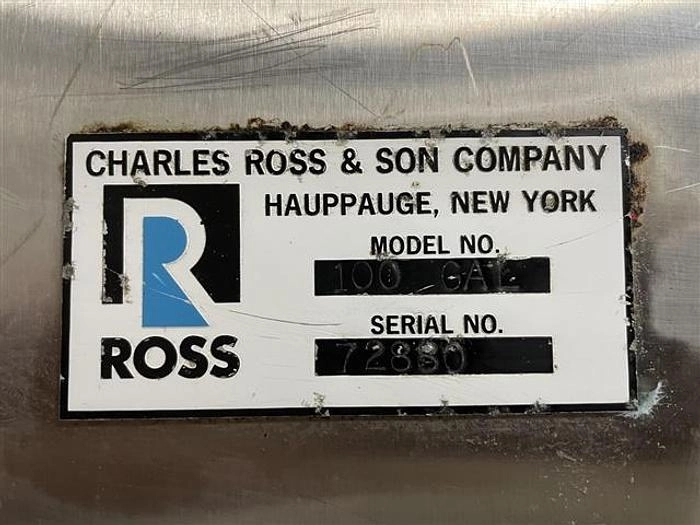 CHARLES ROSS & SON COMPANY
HAUPPAUGE, NEW YORK
MODEL NO.
100 GAL
SERIAL NO.
72880
R
ROSS